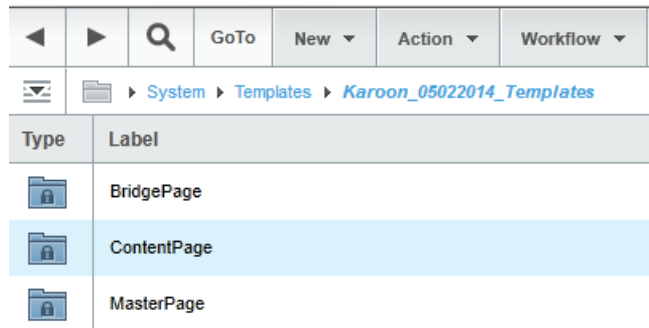 GoTo New Action Workflow
System Templates Karoon_05022014_Templates
Type Label
BridgePage
ContentPage
MasterPage